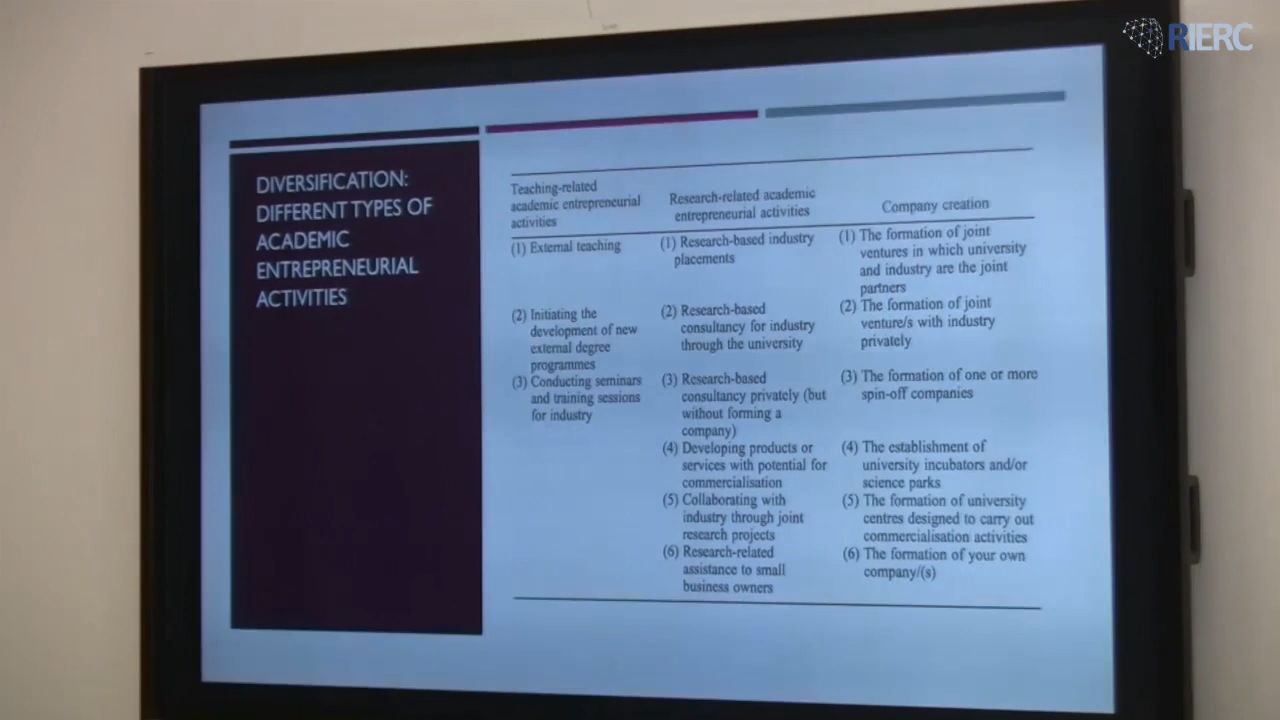 RIERC
DIVERSIFICATION:
DIFFERENT TYPES OF
ACADEMIC
ENTREPRENEURIAL
ACTIVITIES
Teaching-related
academic entrepreneurial
activities
(1) External teaching
(2) Initiating the
development of new
external degree
programmes
(3) Conducting seminars
and training sessions
for industry
Research-related academic
entrepreneurial activities
(1) Research-based industry
placements
(2) Research-based
consultancy for industry
through the university
(3) Research-based
consultancy privately (but
without forming a
company)
(4) Developing products or
services with potential for
commercialisation
(5) Collaborating with
industry through joint
research projects
(6) Research-related
assistance to small
business owners
Company creation
(1) The formation of joint
ventures in which university
and industry are the joint
partners
(2) The formation of joint
venture/s with industry
privately
(3) The formation of one or more
spin-off companies
(4) The establishment of
university incubators and/or
science parks
(5) The formation of university
centres designed to carry out
commercialisation activities
(6) The formation of your own
company/(s)